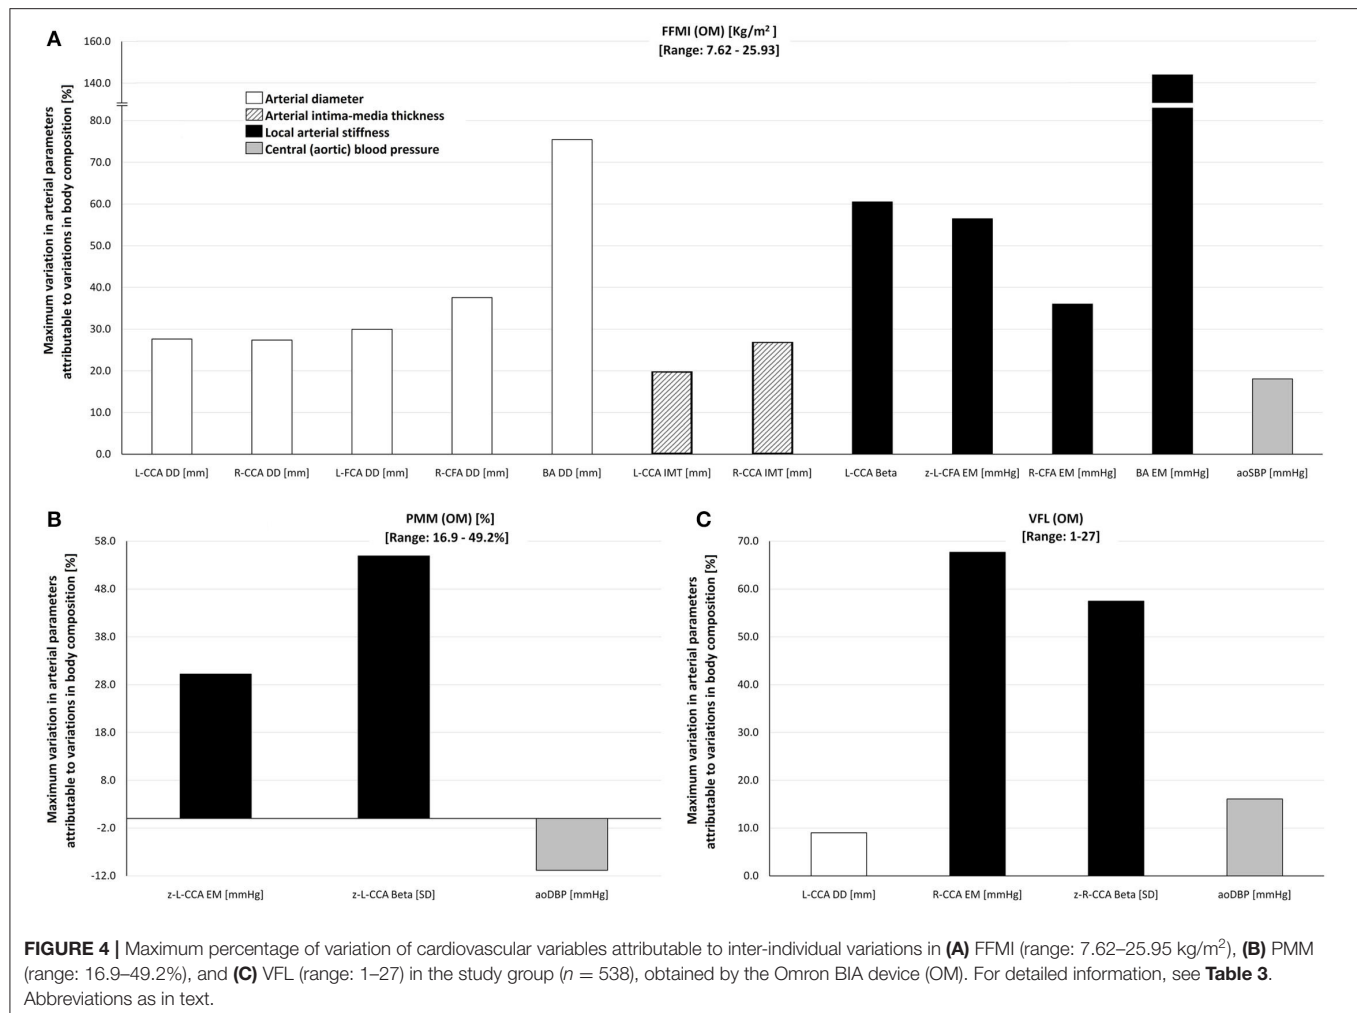 A
FFMI (OM) [Kg/m²]
[Range: 7.62 - 25.93]
Maximum variation in arterial parameters
attributable to variations in body composition [%]
160.0
140.0
80.0
70.0
60.0
50.0
40.0
30.0
20.0
10.0
0.0
Arterial diameter
Arterial intima-media thickness
Local arterial stiffness
Central (aortic) blood pressure
L-CCA DD [mm] R-CCA DD [mm] L-FCA DD [mm] R-CFA DD [mm] BA DD [mm] L-CCA IMT [mm] R-CCA IMT [mm] L-CCA Beta z-L-CFA EM [mmHg] R-CFA EM [mmHg] BA EM [mmHg] aoSBP [mmHg]
B
PMM (OM) [%]
[Range: 16.9 - 49.2%]
Maximum variation in arterial parameters
attributable to variations in body composition [%]
58.0
48.0
38.0
28.0
18.0
8.0
-2.0
-12.0
z-L-CCA EM [mmHg] z-L-CCA Beta [SD] aoDBP [mmHg]
C
VFL (OM)
[Range: 1-27]
Maximum variation in arterial parameters
attributable to variations in body composition [%]
70.0
60.0
50.0
40.0
30.0
20.0
10.0
0.0
L-CCA DD [mm] R-CCA EM [mmHg] z-R-CCA Beta [SD] aoDBP [mmHg]
FIGURE 4 | Maximum percentage of variation of cardiovascular variables attributable to inter-individual variations in (A) FFMI (range: 7.62–25.95 kg/m²), (B) PMM
(range: 16.9–49.2%), and (C) VFL (range: 1–27) in the study group (n = 538), obtained by the Omron BIA device (OM). For detailed information, see Table 3.
Abbreviations as in text.